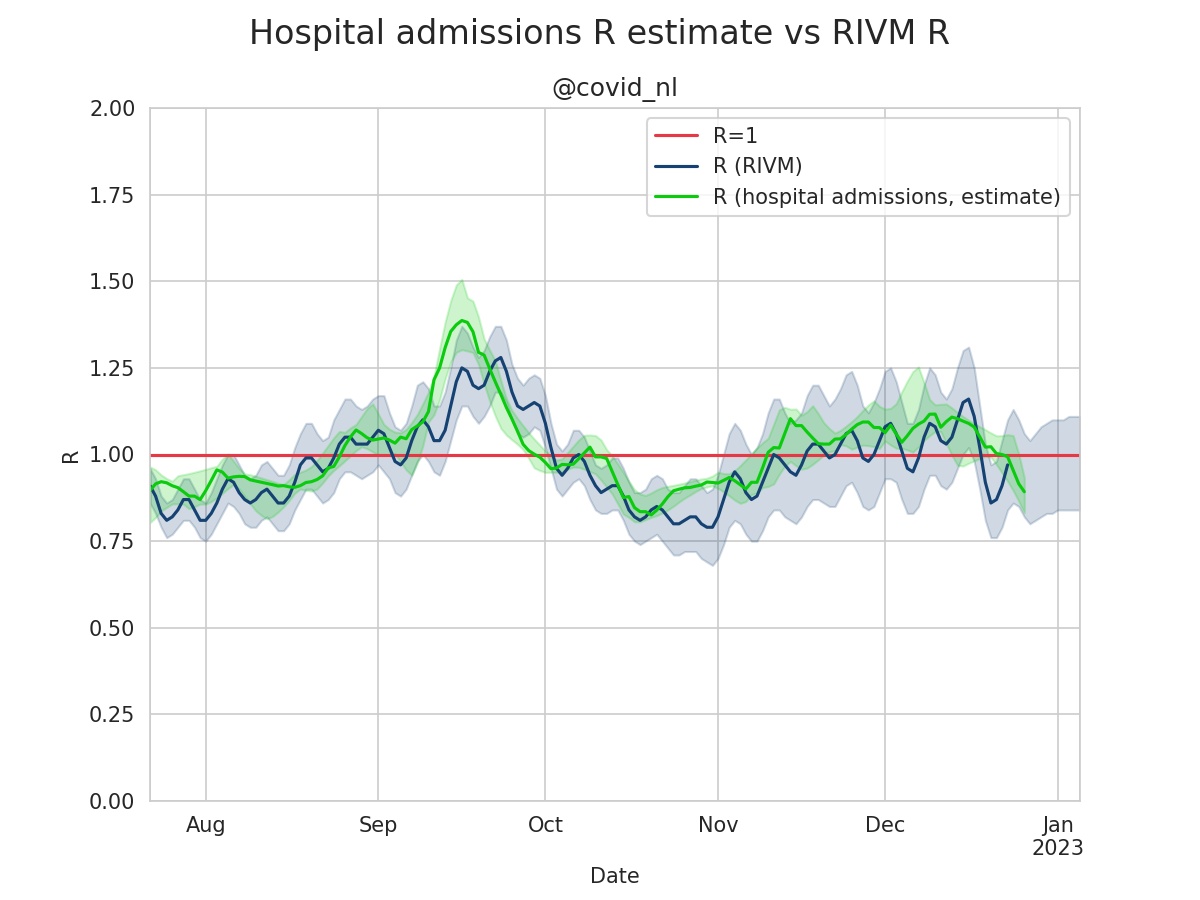 Hospital admissions R estimate vs RIVM R
@covid_nl
2.00
1.75
1.50
1.25
1.00
0.75
0.50
0.25
0.00
R
R=1
R (RIVM)
R (hospital admissions, estimate)
Aug Sep Oct Nov Dec Jan
2023
Date